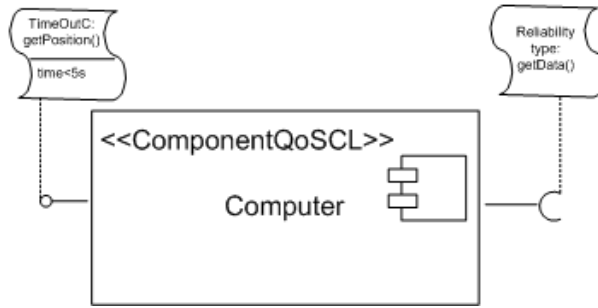 TimeOutC:
getPosition()
time<5s
Reliability
type:
getData()
<<ComponentQoSCL>>
Computer